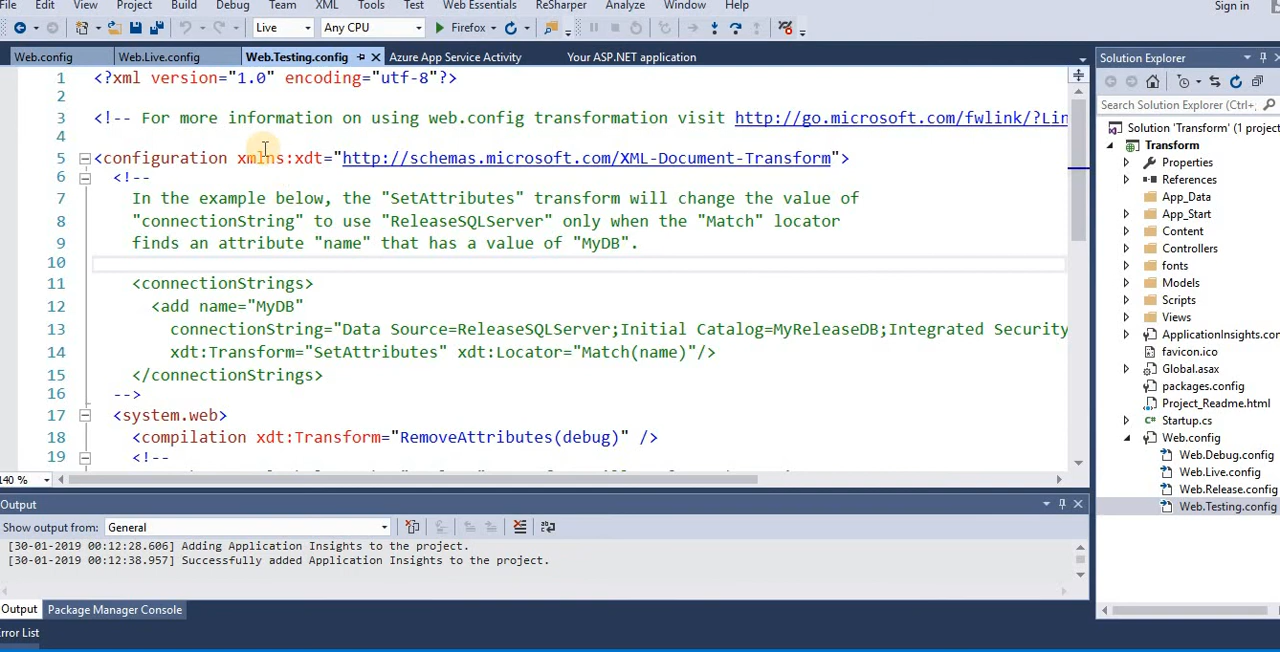 File Edit View Project Build Debug Team XML Tools Test Web Essentials ReSharper Analyze Window Help Sign in
Live Any CPU Firefox
Web.config Web.Live.config Web.Testing.config Azure App Service Activity Your ASP.NET application
1 <?xml version="1.0" encoding="utf-8"?>
2
3 <!-- For more information on using web.config transformation visit http://go.microsoft.com/fwlink/?Lin
4
5 <configuration xmlns:xdt="http://schemas.microsoft.com/XML-Document-Transform">
6 <!--
7 In the example below, the "SetAttributes" transform will change the value of
8 "connectionString" to use "ReleaseSQLServer" only when the "Match" locator
9 finds an attribute "name" that has a value of "MyDB".
10
11 <connectionStrings>
12 <add name="MyDB"
13 connectionString="Data Source=ReleaseSQLServer;Initial Catalog=MyReleaseDB;Integrated Security
14 xdt:Transform="SetAttributes" xdt:Locator="Match(name)"/>
15 </connectionStrings>
16 -->
17 <system.web>
18 <compilation xdt:Transform="RemoveAttributes(debug)" />
19 <!--
140 %
Solution Explorer
Search Solution Explorer (Ctrl+;
Solution 'Transform' (1 project
Transform
Properties
References
App_Data
App_Start
Content
Controllers
fonts
Models
Scripts
Views
ApplicationInsights.con
favicon.ico
Global.asax
packages.config
Project_Readme.html
Startup.cs
Web.config
Web.Debug.config
Web.Live.config
Web.Release.config
Web.Testing.config
Output
Show output from: General
[30-01-2019 00:12:28.606] Adding Application Insights to the project.
[30-01-2019 00:12:38.957] Successfully added Application Insights to the project.
Output Package Manager Console
Error List